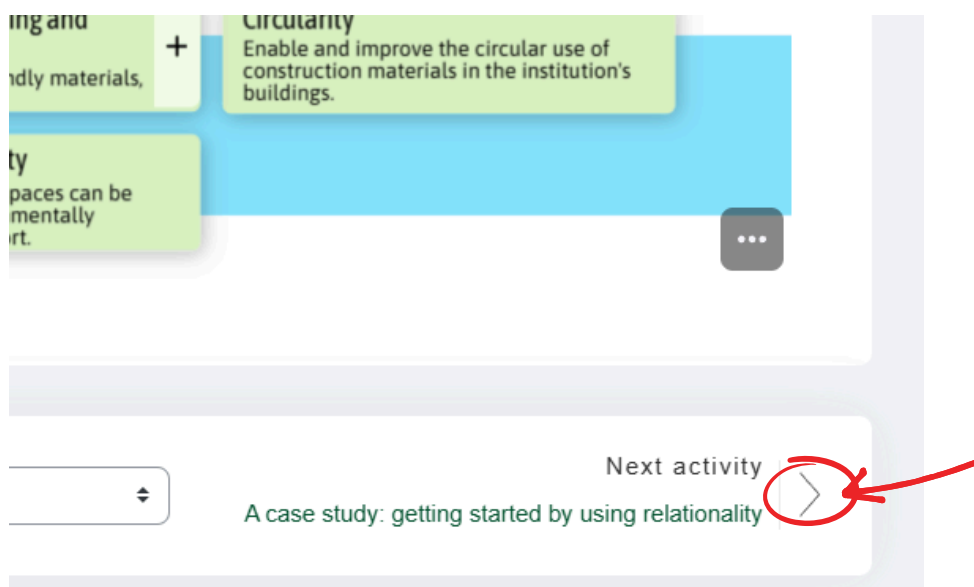 ing and
+
ndly materials,
Circularity
Enable and improve the circular use of
construction materials in the institution's
buildings.
ty
paces can be
mentally
rt.
Next activity
A case study: getting started by using relationality